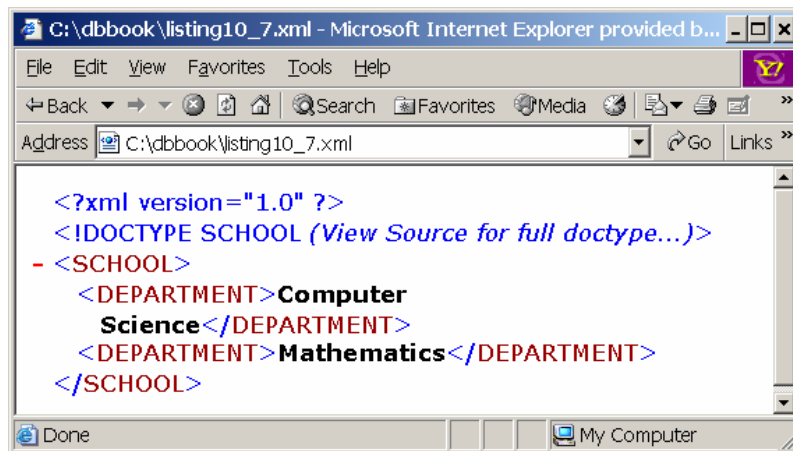 C:\dbbook\listing10_7.xml - Microsoft Internet Explorer provided b...
File Edit View Favorites Tools Help
Y!
Back Search Favorites Media »
Address C:\dbbook\listing10_7.xml Go Links »
<?xml version="1.0" ?>
<!DOCTYPE SCHOOL (View Source for full doctype...)>
- <SCHOOL>
<DEPARTMENT>Computer
Science</DEPARTMENT>
<DEPARTMENT>Mathematics</DEPARTMENT>
</SCHOOL>
Done My Computer